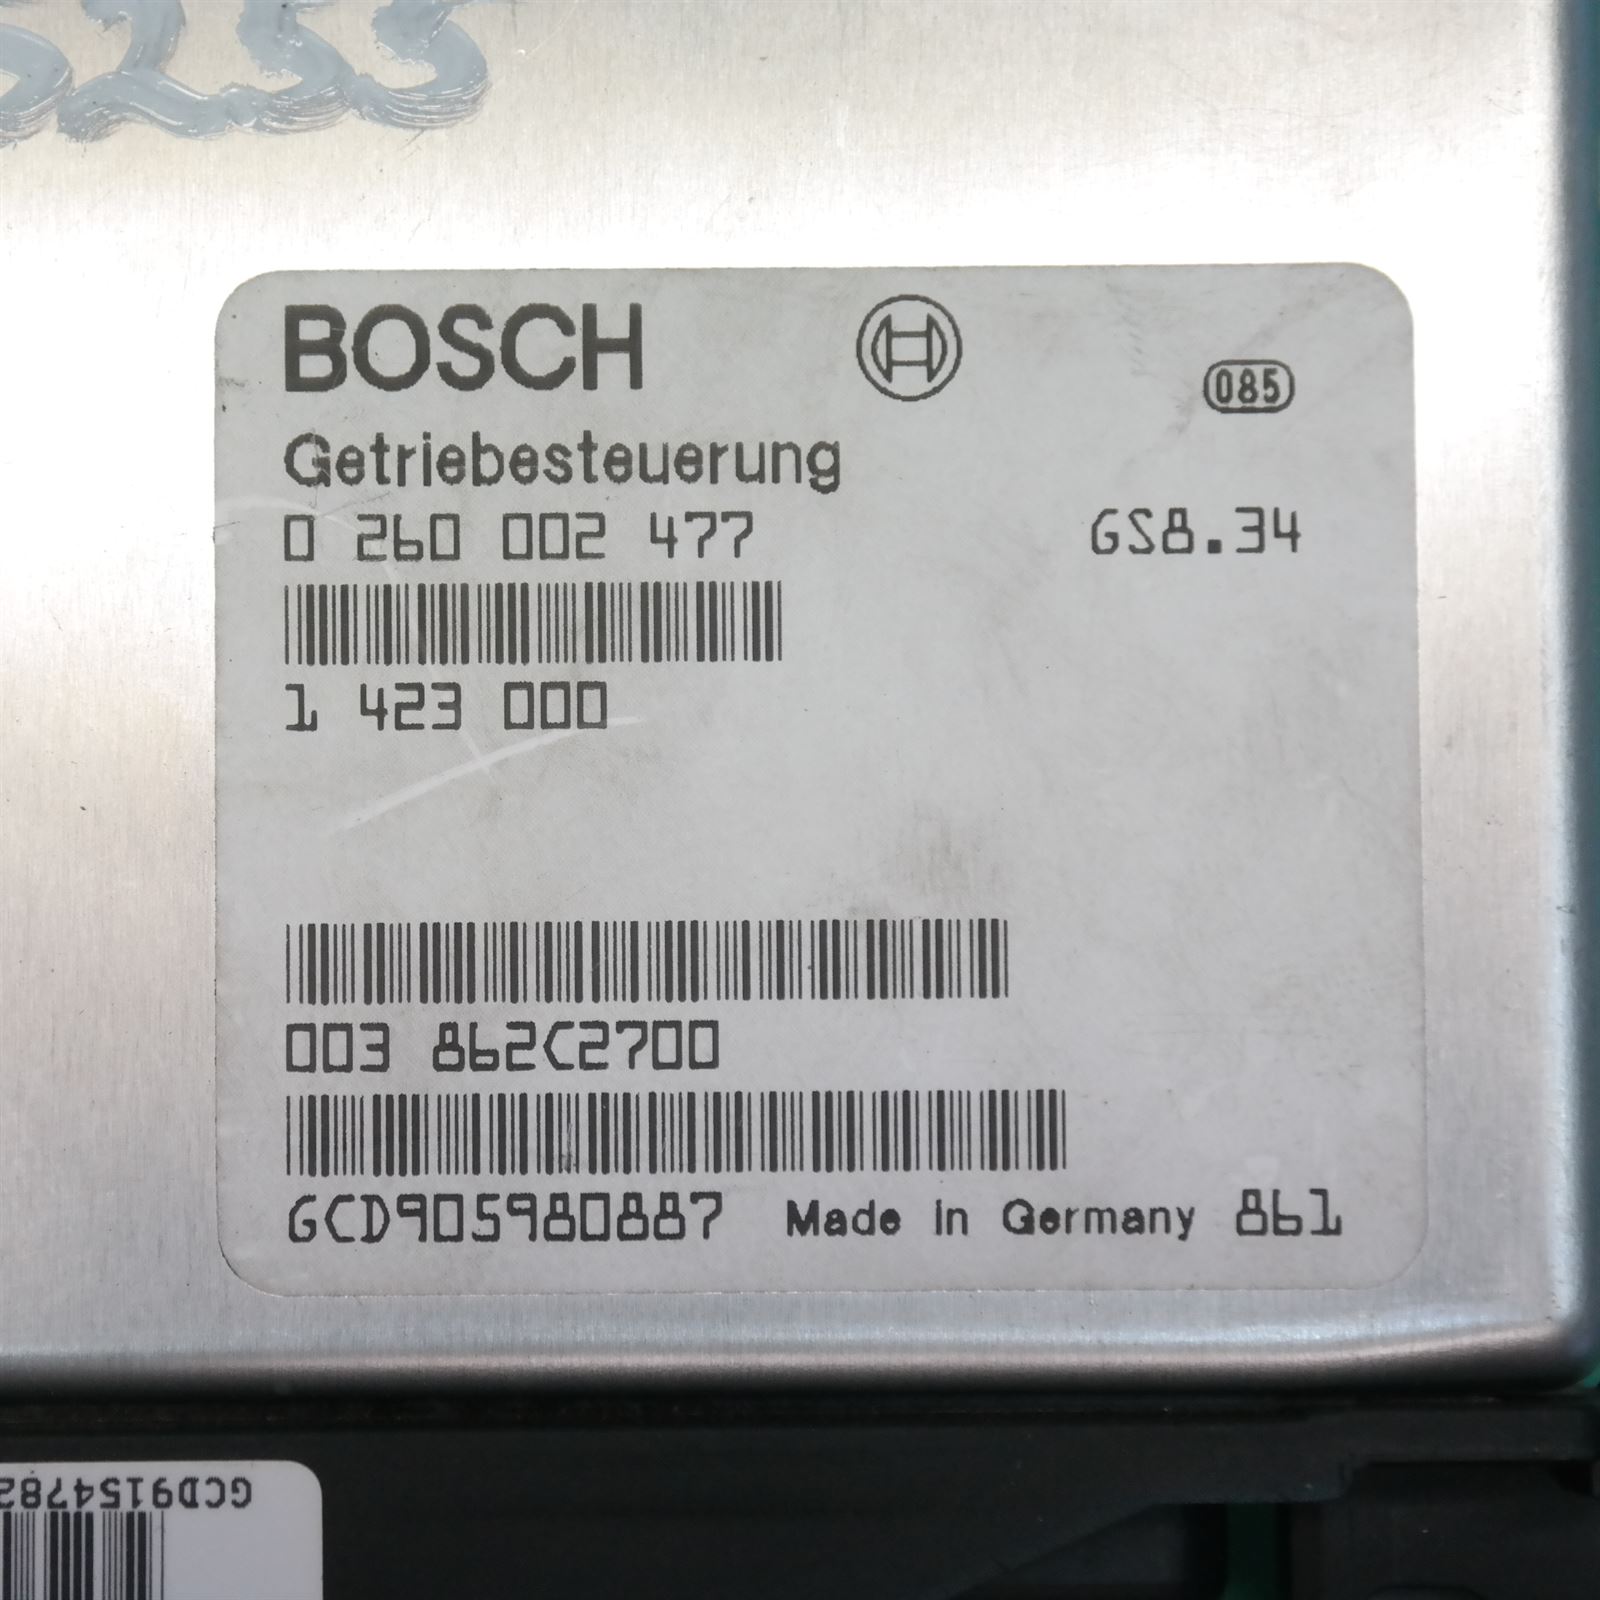 5255
BOSCH
085
Getriebesteuerung
0 260 002 477 GS8.34
1 423 000
003 862C2700
GCD905980887 Made in Germany 861
GCD9154782